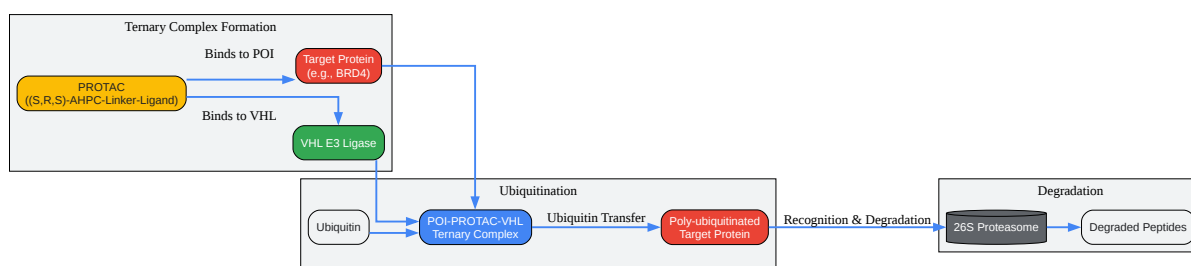 Ternary Complex Formation
Binds to POI
Target Protein
(e.g., BRD4)
PROTAC
((S,R,S)-AHPC-Linker-Ligand)
Binds to VHL
VHL E3 Ligase
Ubiquitination
Ubiquitin
POI-PROTAC-VHL
Ternary Complex
Ubiquitin Transfer
Poly-ubiquitinated
Target Protein
Recognition & Degradation
Degradation
26S Proteasome
Degraded Peptides